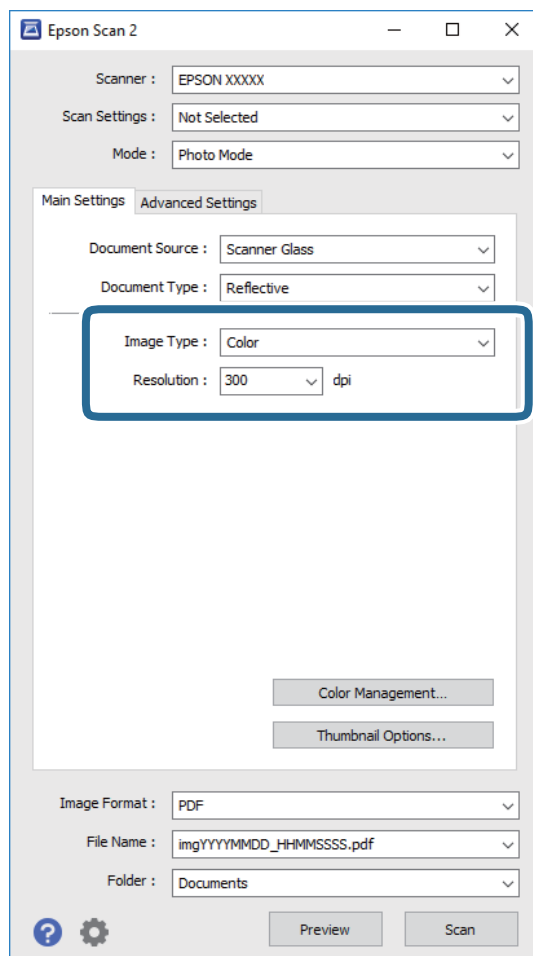 Epson Scan 2
Scanner : EPSON XXXXX
Scan Settings : Not Selected
Mode : Photo Mode
Main Settings Advanced Settings
Document Source : Scanner Glass
Document Type : Reflective
Image Type : Color
Resolution : 300 dpi
Color Management...
Thumbnail Options...
Image Format : PDF
File Name : imgYYYYMMDD_HHMMSSSS.pdf
Folder : Documents
? Preview Scan